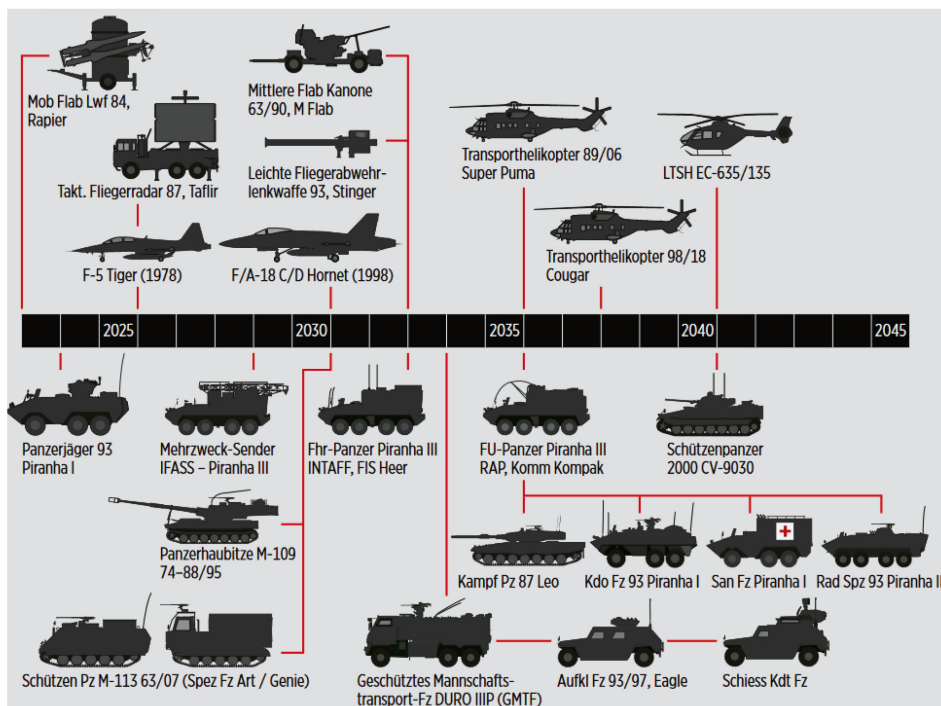 Mob Flab Lwf 84,
Rapier
Takt. Fliegerradar 87, Taflir
F-5 Tiger (1978)
Mittlere Flab Kanone
63/90, M Flab
Leichte Fliegerabwehr-
lenkwaffe 93, Stinger
F/A-18 C/D Hornet (1998)
Transporthelikopter 89/06
Super Puma
Transporthelikopter 98/18
Cougar
LTSH EC-635/135
2025
2030
2035
2040
2045
Panzerjäger 93
Piranha I
Mehrzweck-Sender
IFASS – Piranha III
Fhr-Panzer Piranha III
INTAFF, FIS Heer
FU-Panzer Piranha III
RAP, Komm Kompak
Schützenpanzer
2000 CV-9030
Panzerhaubitze M-109
74–88/95
Kampf Pz 87 Leo
Kdo Fz 93 Piranha I
San Fz Piranha I
Rad Spz 93 Piranha II
Schützen Pz M-113 63/07 (Spez Fz Art / Genie)
Geschütztes Mannschafts-
transport-Fz DURO IIIP (GMTF)
Aufkl Fz 93/97, Eagle
Schiess Kdt Fz